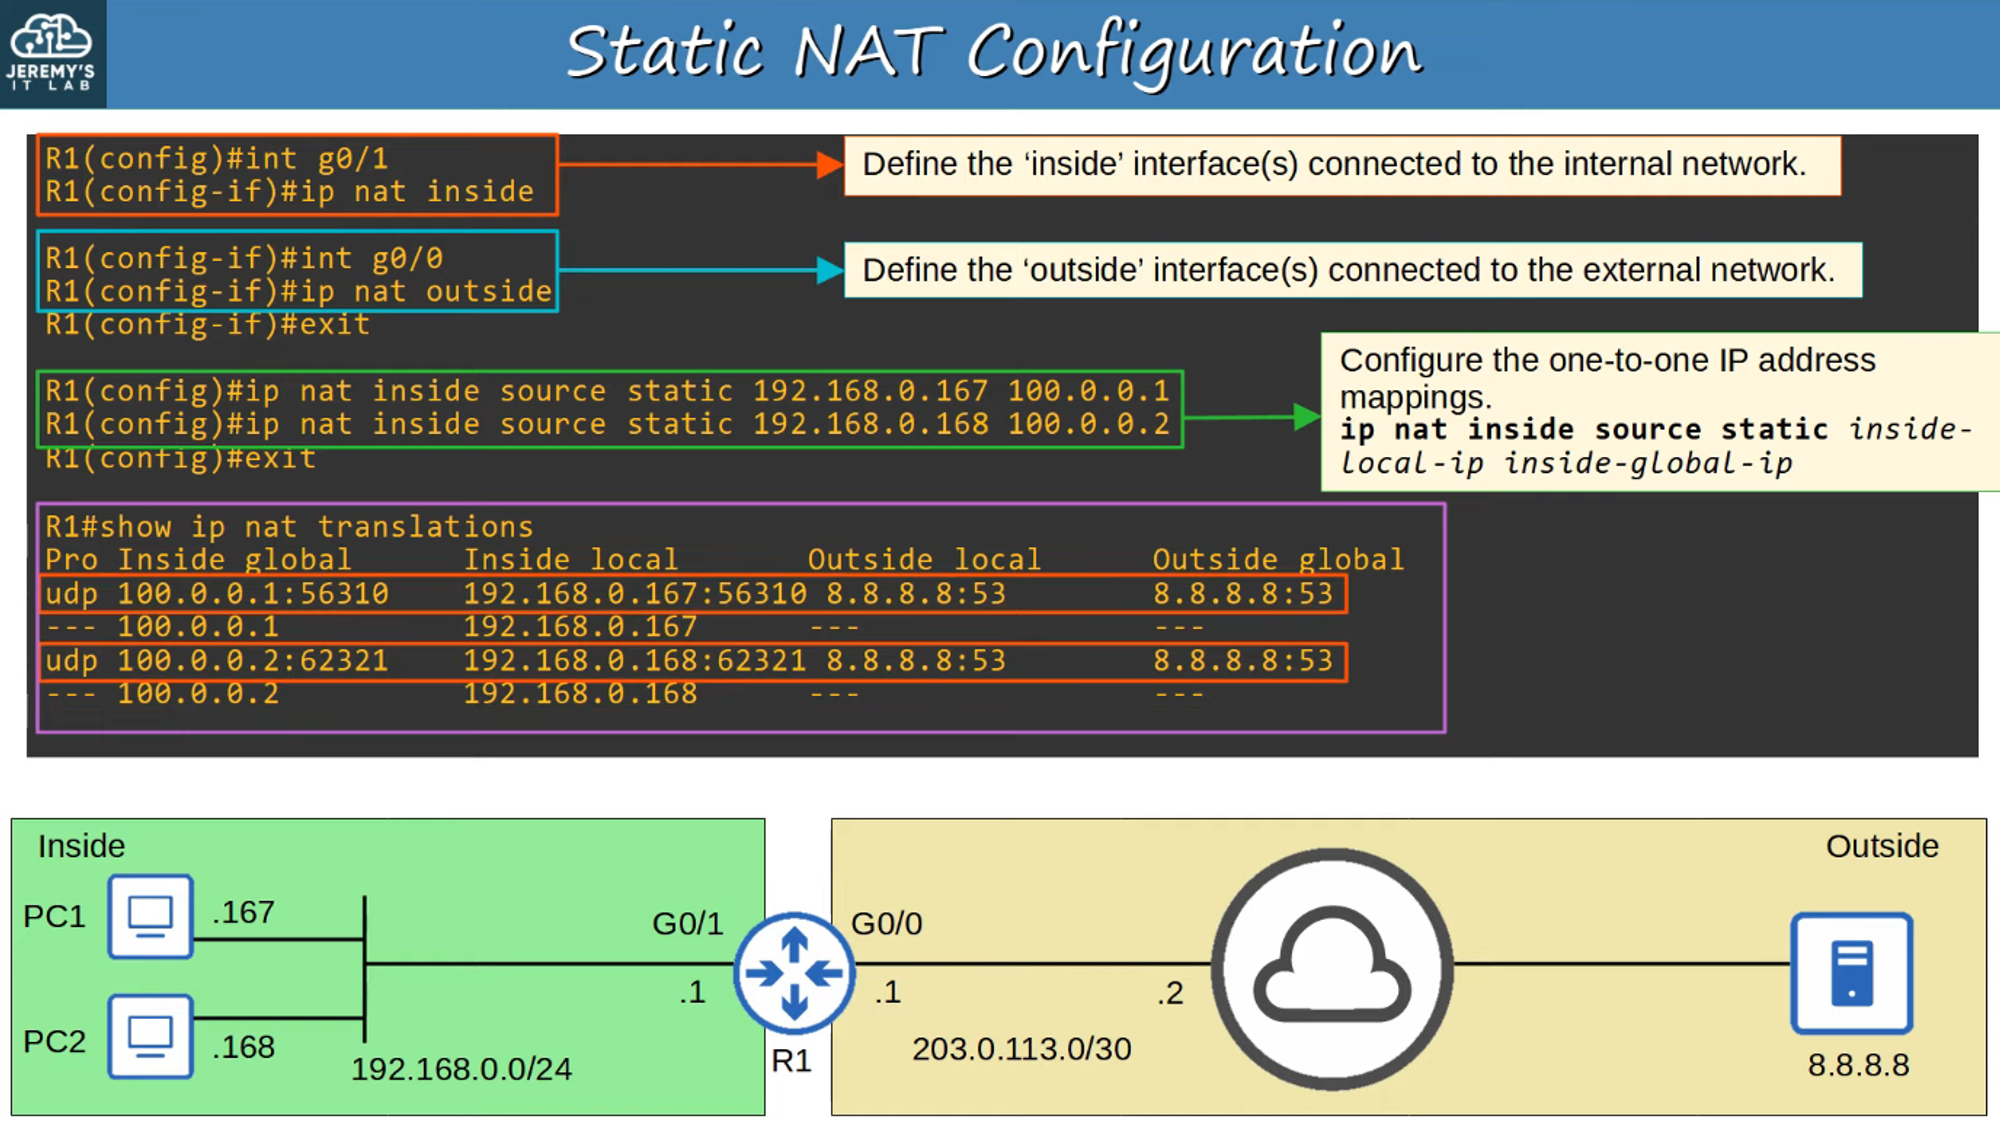 JEREMY'S
IT LAB
Static NAT Configuration
R1(config)#int g0/1
R1(config-if)#ip nat inside
Define the ‘inside’ interface(s) connected to the internal network.
R1(config-if)#int g0/0
R1(config-if)#ip nat outside
R1(config-if)#exit
Define the ‘outside’ interface(s) connected to the external network.
R1(config)#ip nat inside source static 192.168.0.167 100.0.0.1
R1(config)#ip nat inside source static 192.168.0.168 100.0.0.2
R1(config)#exit
Configure the one-to-one IP address
mappings.
ip nat inside source static inside-
local-ip inside-global-ip
R1#show ip nat translations
Pro Inside global Inside local Outside local Outside global
udp 100.0.0.1:56310 192.168.0.167:56310 8.8.8.8:53 8.8.8.8:53
--- 100.0.0.1 192.168.0.167 --- ---
udp 100.0.0.2:62321 192.168.0.168:62321 8.8.8.8:53 8.8.8.8:53
--- 100.0.0.2 192.168.0.168 --- ---
Inside
PC1
.167
PC2
.168
192.168.0.0/24
G0/1
.1
R1
G0/0
.1
.2
203.0.113.0/30
Outside
8.8.8.8